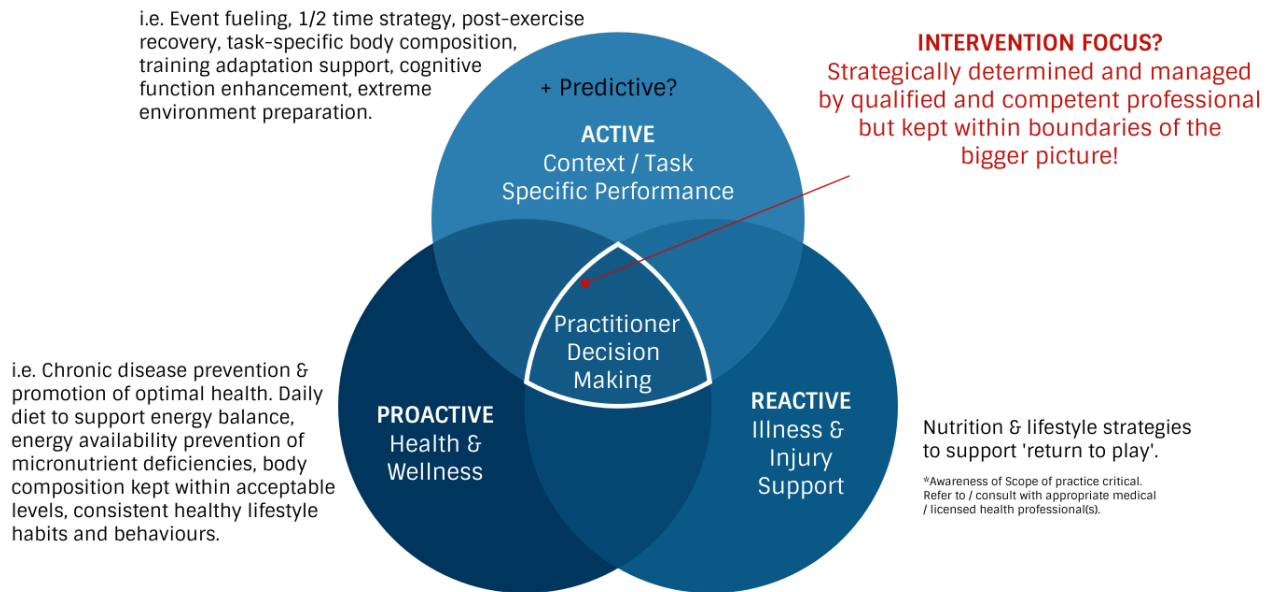 i.e. Event fueling, 1/2 time strategy, post-exercise
recovery, task-specific body composition,
training adaptation support, cognitive
function enhancement, extreme
environment preparation.
+ Predictive?
ACTIVE
Context / Task
Specific Performance
INTERVENTION FOCUS?
Strategically determined and managed
by qualified and competent professional
but kept within boundaries of the
bigger picture!
Practitioner
Decision
Making
i.e. Chronic disease prevention &
promotion of optimal health. Daily
diet to support energy balance,
energy availability prevention of
micronutrient deficiencies, body
composition kept within acceptable
levels, consistent healthy lifestyle
habits and behaviours.
PROACTIVE
Health &
Wellness
REACTIVE
Illness &
Injury
Support
Nutrition & lifestyle strategies
to support 'return to play'.
*Awareness of Scope of practice critical.
Refer to / consult with appropriate medical
/ licensed health professional(s).